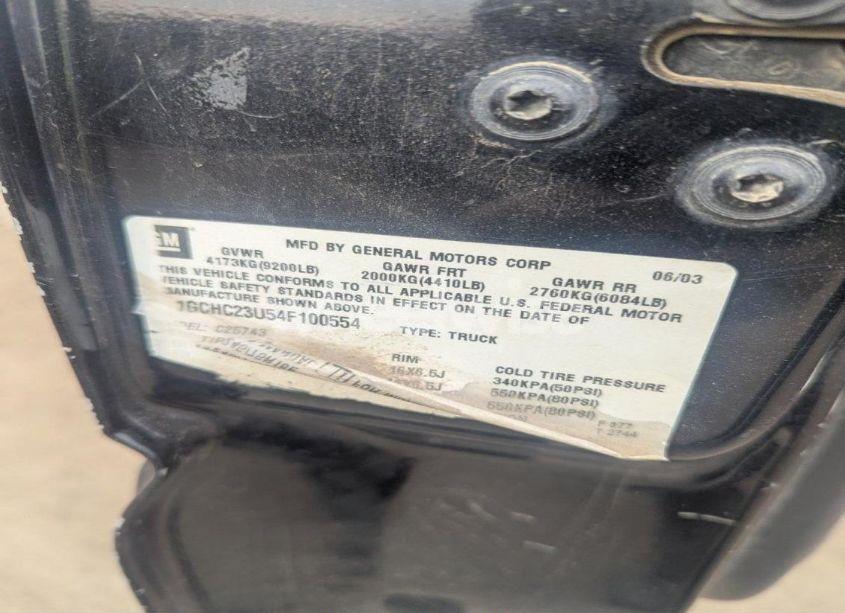 GM MFD BY GENERAL MOTORS CORP 06/03
GVWR GAWR FRT GAWR RR
4173KG(9200LB) 2000KG(4410LB) 2760KG(6084LB)
THIS VEHICLE CONFORMS TO ALL APPLICABLE U.S. FEDERAL MOTOR
VEHICLE SAFETY STANDARDS IN EFFECT ON THE DATE OF
MANUFACTURE SHOWN ABOVE.
1GCHC23U54F100554 TYPE: TRUCK
C25743
RIM COLD TIRE PRESSURE
16X6.5J 340KPA(50PSI)
550KPA(80PSI)
550KPA(80PSI)